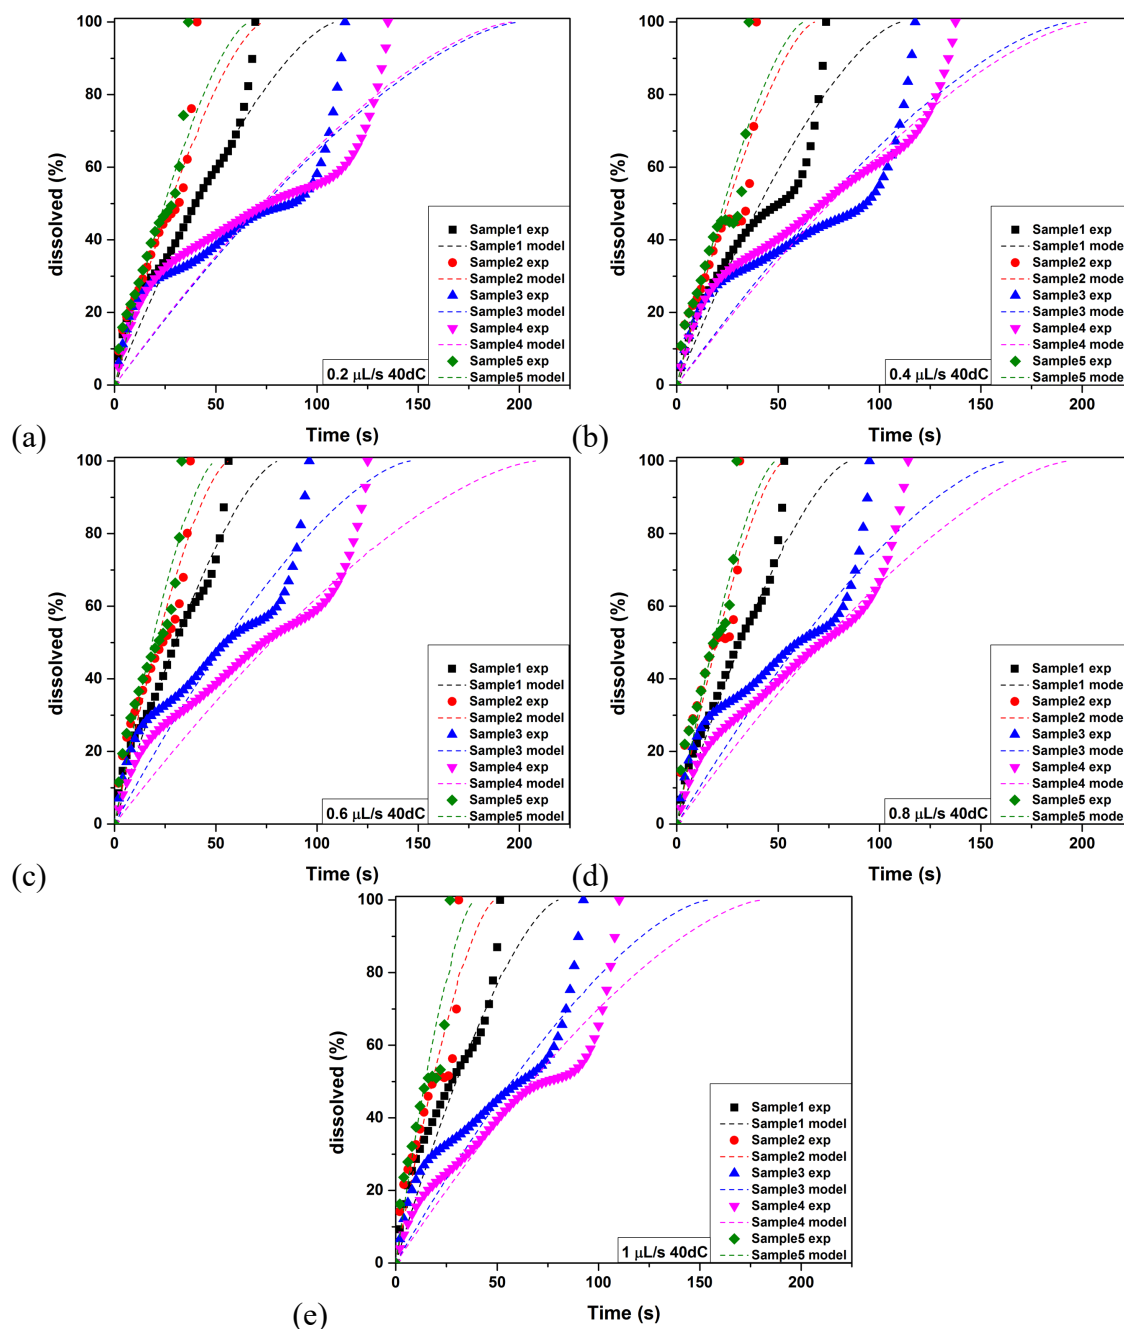 100
80
60
40
20
0
dissolved (%)
Sample1 exp
Sample1 model
Sample2 exp
Sample2 model
Sample3 exp
Sample3 model
Sample4 exp
Sample4 model
Sample5 exp
Sample5 model
0.2 μL/s 40dC
0 50 100 150 200
Time (s)
(a)
100
80
60
40
20
0
dissolved (%)
Sample1 exp
Sample1 mode
Sample2 exp
Sample2 mode
Sample3 exp
Sample3 mode
Sample4 exp
Sample4 mode
Sample5 exp
Sample5 mode
0.4 μL/s 40dC
0 50 100 150 200
Time (s)
(b)
100
80
60
40
20
0
dissolved (%)
Sample1 exp
Sample1 model
Sample2 exp
Sample2 model
Sample3 exp
Sample3 model
Sample4 exp
Sample4 model
Sample5 exp
Sample5 model
0.6 μL/s 40dC
0 50 100 150 200
Time (s)
(c)
100
80
60
40
20
0
dissolved (%)
Sample1 exp
Sample1 mode
Sample2 exp
Sample2 mode
Sample3 exp
Sample3 mode
Sample4 exp
Sample4 mode
Sample5 exp
Sample5 mode
0.8 μL/s 40dC
0 50 100 150 200
Time (s)
(d)
100
80
60
40
20
0
dissolved (%)
Sample1 exp
Sample1 model
Sample2 exp
Sample2 model
Sample3 exp
Sample3 model
Sample4 exp
Sample4 model
Sample5 exp
Sample5 model
1 μL/s 40dC
0 50 100 150 200
Time (s)
(e)